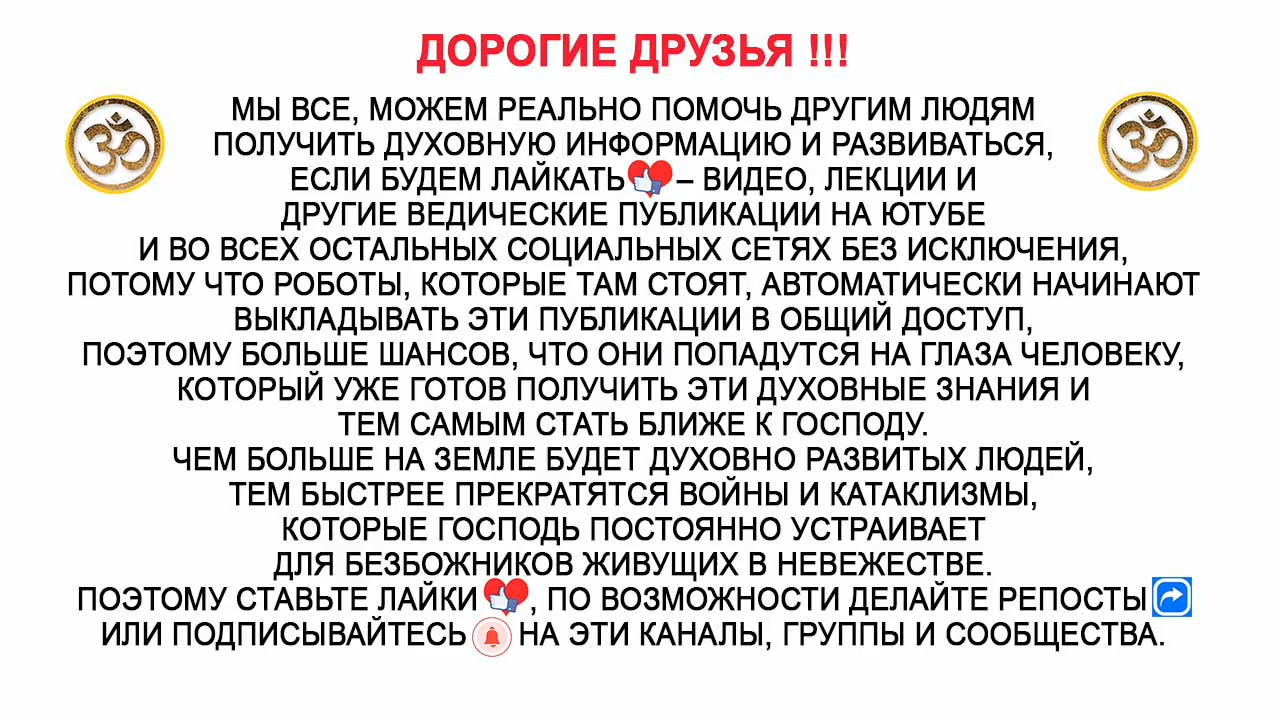 ДОРОГИЕ ДРУЗЬЯ !!!
МЫ ВСЕ, МОЖЕМ РЕАЛЬНО ПОМОЧЬ ДРУГИМ ЛЮДЯМ
ПОЛУЧИТЬ ДУХОВНУЮ ИНФОРМАЦИЮ И РАЗВИВАТЬСЯ,
ЕСЛИ БУДЕМ ЛАЙКАТЬ – ВИДЕО, ЛЕКЦИИ И
ДРУГИЕ ВЕДИЧЕСКИЕ ПУБЛИКАЦИИ НА ЮТУБЕ
И ВО ВСЕХ ОСТАЛЬНЫХ СОЦИАЛЬНЫХ СЕТЯХ БЕЗ ИСКЛЮЧЕНИЯ,
ПОТОМУ ЧТО РОБОТЫ, КОТОРЫЕ ТАМ СТОЯТ, АВТОМАТИЧЕСКИ НАЧИНАЮТ
ВЫКЛАДЫВАТЬ ЭТИ ПУБЛИКАЦИИ В ОБЩИЙ ДОСТУП,
ПОЭТОМУ БОЛЬШЕ ШАНСОВ, ЧТО ОНИ ПОПАДУТСЯ НА ГЛАЗА ЧЕЛОВЕКУ,
КОТОРЫЙ УЖЕ ГОТОВ ПОЛУЧИТЬ ЭТИ ДУХОВНЫЕ ЗНАНИЯ И
ТЕМ САМЫМ СТАТЬ БЛИЖЕ К ГОСПОДУ.
ЧЕМ БОЛЬШЕ НА ЗЕМЛЕ БУДЕТ ДУХОВНО РАЗВИТЫХ ЛЮДЕЙ,
ТЕМ БЫСТРЕЕ ПРЕКРАТЯТСЯ ВОЙНЫ И КАТАКЛИЗМЫ,
КОТОРЫЕ ГОСПОДЬ ПОСТОЯННО УСТРАИВАЕТ
ДЛЯ БЕЗБОЖНИКОВ ЖИВУЩИХ В НЕВЕЖЕСТВЕ.
ПОЭТОМУ СТАВЬТЕ ЛАЙКИ , ПО ВОЗМОЖНОСТИ ДЕЛАЙТЕ РЕПОСТЫ
ИЛИ ПОДПИСЫВАЙТЕСЬ НА ЭТИ КАНАЛЫ, ГРУППЫ И СООБЩЕСТВА.
ॐ
ॐ